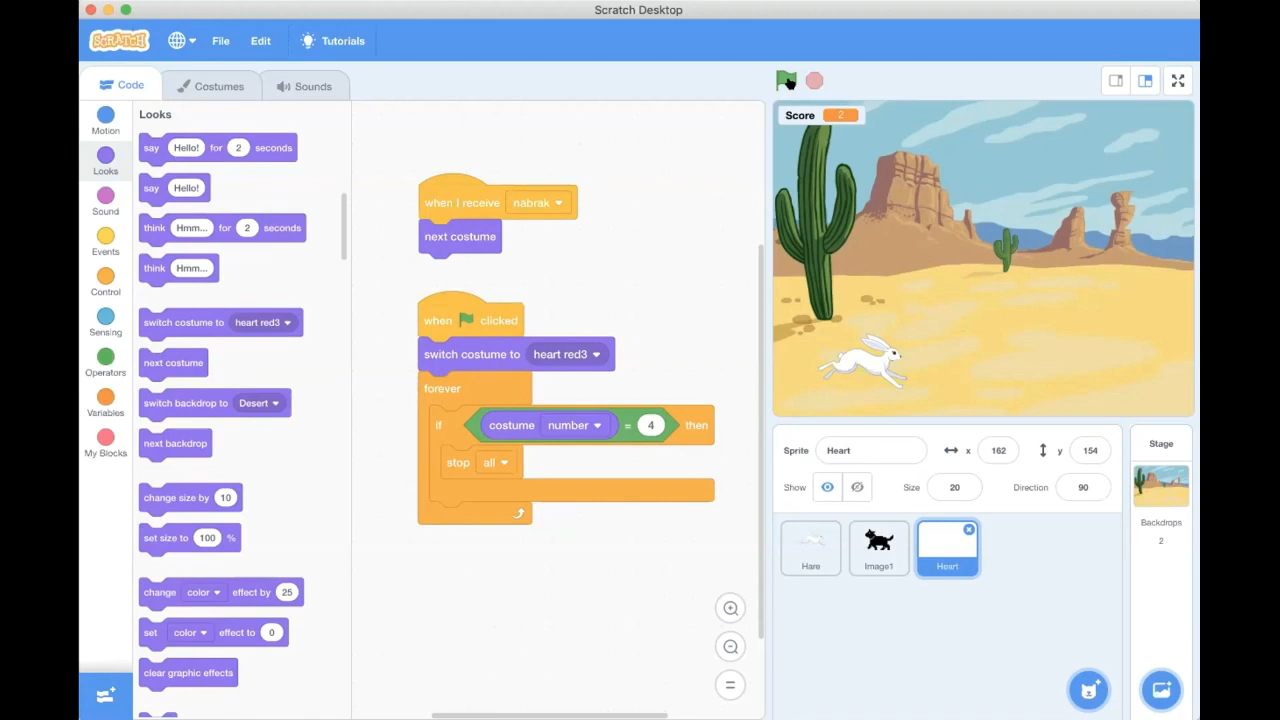 Scratch Desktop
SCRATCH
File
Edit
Tutorials
Code
Costumes
Sounds
Motion
Looks
Sound
Events
Control
Sensing
Operators
Variables
My Blocks
Looks
say Hello! for 2 seconds
say Hello!
think Hmm... for 2 seconds
think Hmm...
switch costume to heart red3
next costume
switch backdrop to Desert
next backdrop
change size by 10
set size to 100 %
change color effect by 25
set color effect to 0
clear graphic effects
when I receive nabrak
next costume
when clicked
switch costume to heart red3
forever
if costume number = 4 then
stop all
Score 2
Sprite Heart x 162 y 154
Show Size 20 Direction 90
Hare
Image1
Heart
Stage
Backdrops
2